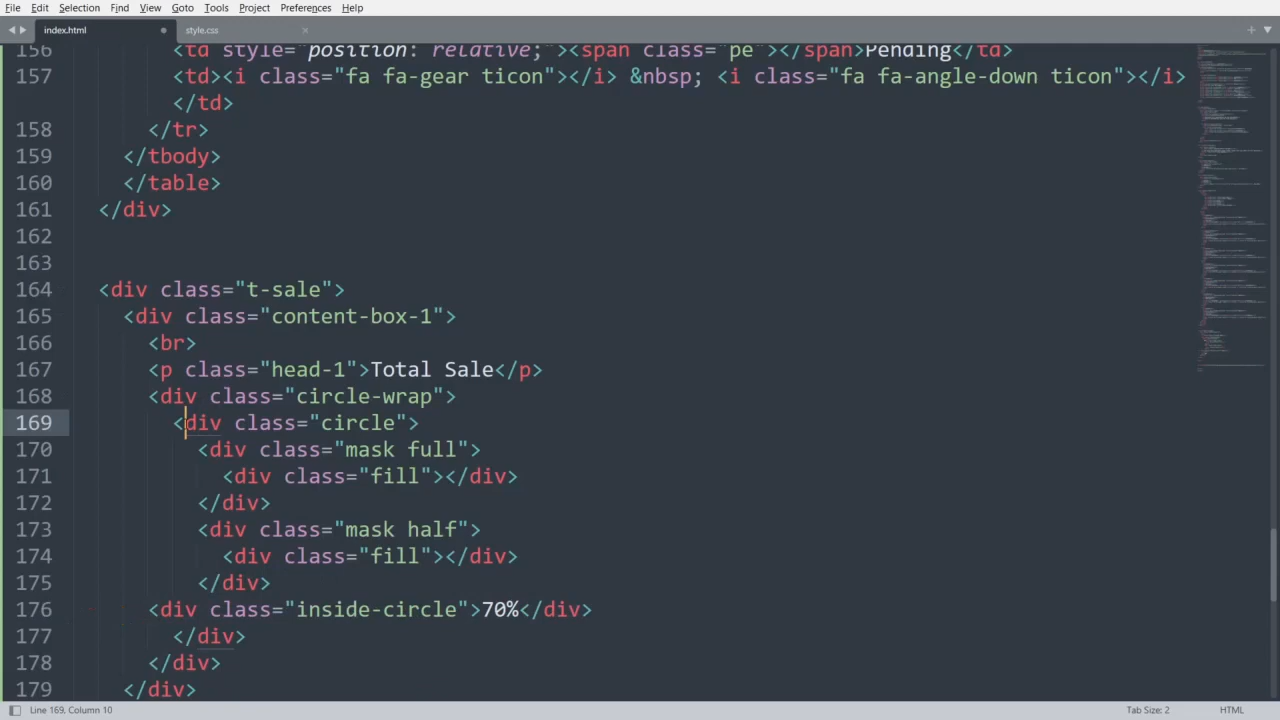 File Edit Selection Find View Goto Tools Project Preferences Help
index.html style.css
156 <td style="position: relative;"><span class="pe"></span>Pending</td>
157 <td><i class="fa fa-gear ticon"></i> &nbsp; <i class="fa fa-angle-down ticon"></i>
</td>
158 </tr>
159 </tbody>
160 </table>
161 </div>
162
163
164 <div class="t-sale">
165 <div class="content-box-1">
166 <br>
167 <p class="head-1">Total Sale</p>
168 <div class="circle-wrap">
169 <div class="circle">
170 <div class="mask full">
171 <div class="fill"></div>
172 </div>
173 <div class="mask half">
174 <div class="fill"></div>
175 </div>
176 <div class="inside-circle">70%</div>
177 </div>
178 </div>
179 </div>
Line 169, Column 10 Tab Size: 2 HTML